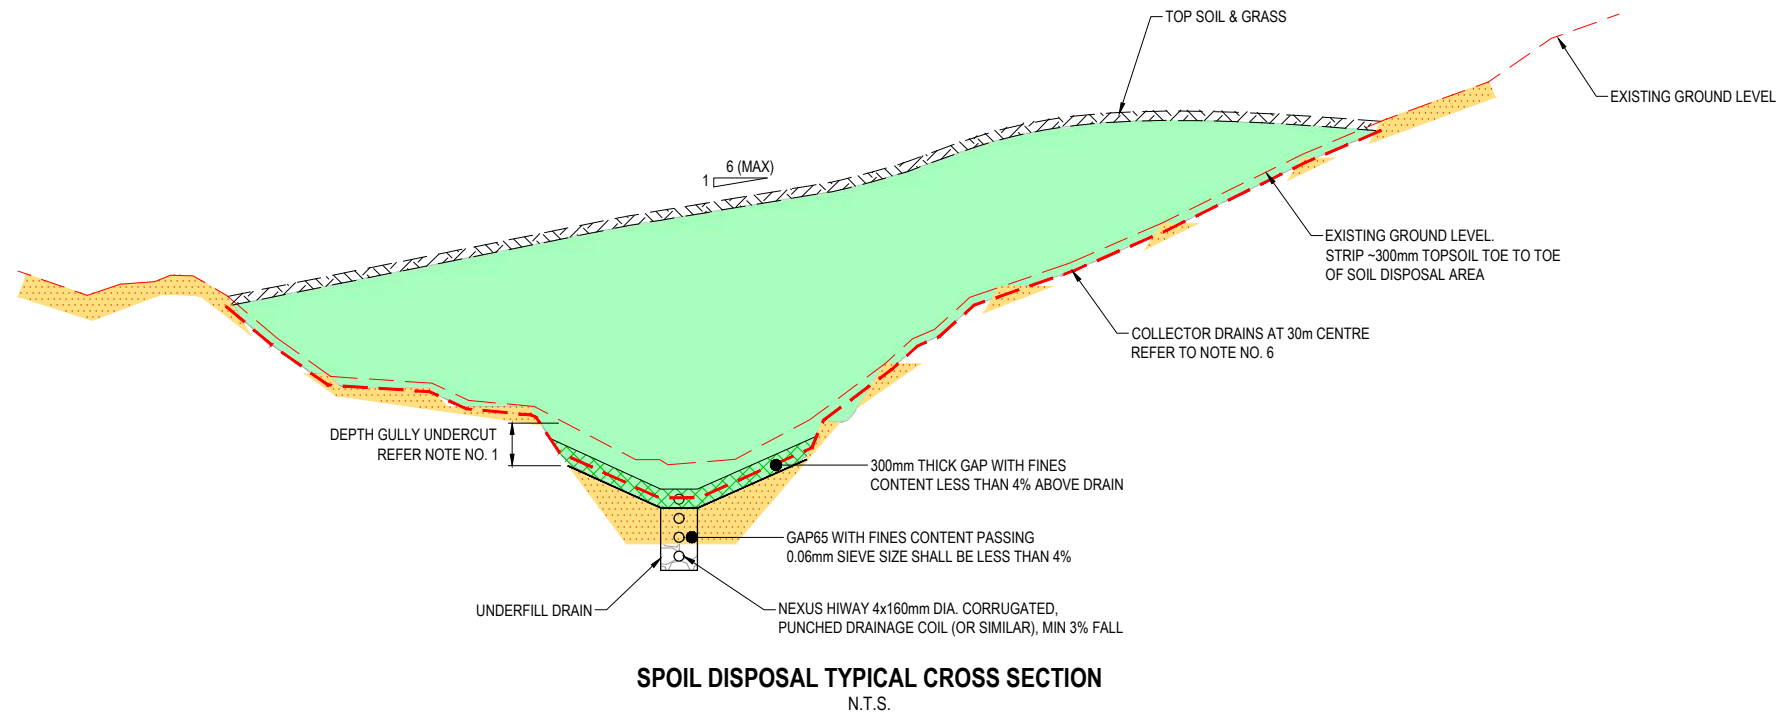 TOP SOIL & GRASS
EXISTING GROUND LEVEL
6 (MAX)
1
EXISTING GROUND LEVEL.
STRIP ~300mm TOPSOIL TOE TO TOE
OF SOIL DISPOSAL AREA
COLLECTOR DRAINS AT 30m CENTRE
REFER TO NOTE NO. 6
DEPTH GULLY UNDERCUT
REFER NOTE NO. 1
300mm THICK GAP WITH FINES
CONTENT LESS THAN 4% ABOVE DRAIN
GAP65 WITH FINES CONTENT PASSING
0.06mm SIEVE SIZE SHALL BE LESS THAN 4%
UNDERFILL DRAIN
NEXUS HIWAY 4x160mm DIA. CORRUGATED,
PUNCHED DRAINAGE COIL (OR SIMILAR), MIN 3% FALL
SPOIL DISPOSAL TYPICAL CROSS SECTION
N.T.S.